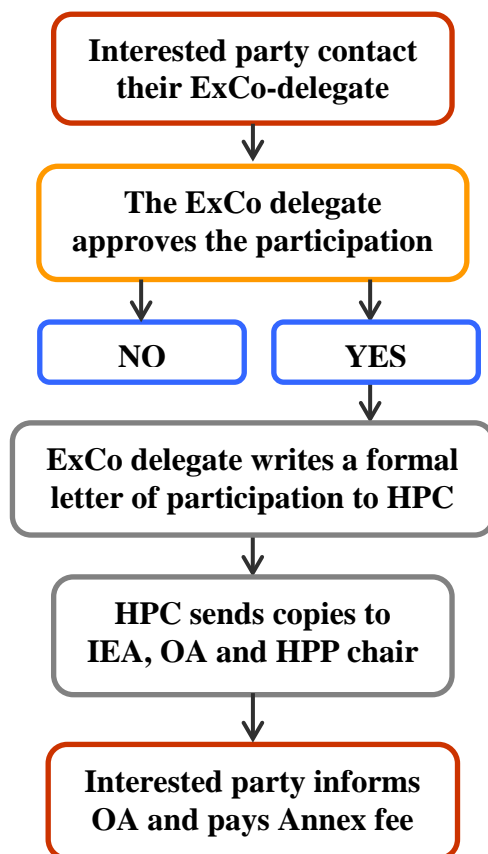 Interested party contact
their ExCo-delegate
The ExCo delegate
approves the participation
NO
YES
ExCo delegate writes a formal
letter of participation to HPC
HPC sends copies to
IEA, OA and HPP chair
Interested party informs
OA and pays Annex fee